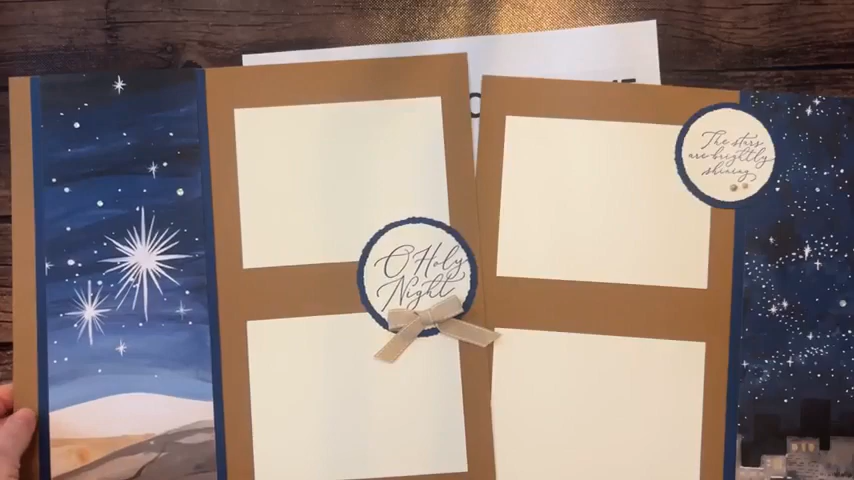 O Holy
Night
The stars
are brightly
shining